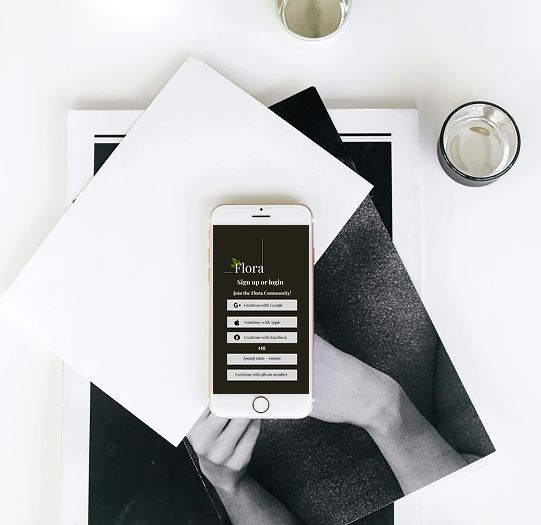 Flora
Sign up or login
Join the Flora Community!
Continue with Google
Continue with Apple
Continue with Facebook
OR
(000) 000 - 0000
Continue with phone number